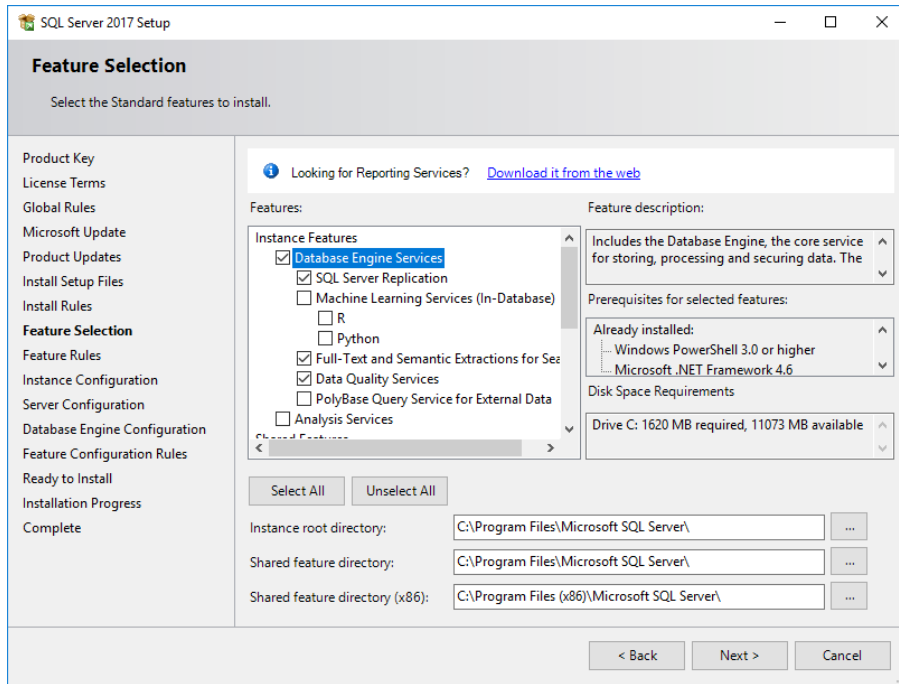 SQL Server 2017 Setup
Feature Selection
Select the Standard features to install.
Product Key
License Terms
Global Rules
Microsoft Update
Product Updates
Install Setup Files
Install Rules
Feature Selection
Feature Rules
Instance Configuration
Server Configuration
Database Engine Configuration
Feature Configuration Rules
Ready to Install
Installation Progress
Complete
Looking for Reporting Services? Download it from the web
Features:
Instance Features
Database Engine Services
SQL Server Replication
Machine Learning Services (In-Database)
R
Python
Full-Text and Semantic Extractions for Sea
Data Quality Services
PolyBase Query Service for External Data
Analysis Services
Shared Features
Feature description:
Includes the Database Engine, the core service
for storing, processing and securing data. The
Prerequisites for selected features:
Already installed:
Windows PowerShell 3.0 or higher
Microsoft .NET Framework 4.6
Disk Space Requirements
Drive C: 1620 MB required, 11073 MB available
Select All
Unselect All
Instance root directory: C:\Program Files\Microsoft SQL Server\ ...
Shared feature directory: C:\Program Files\Microsoft SQL Server\ ...
Shared feature directory (x86): C:\Program Files (x86)\Microsoft SQL Server\ ...
< Back
Next >
Cancel